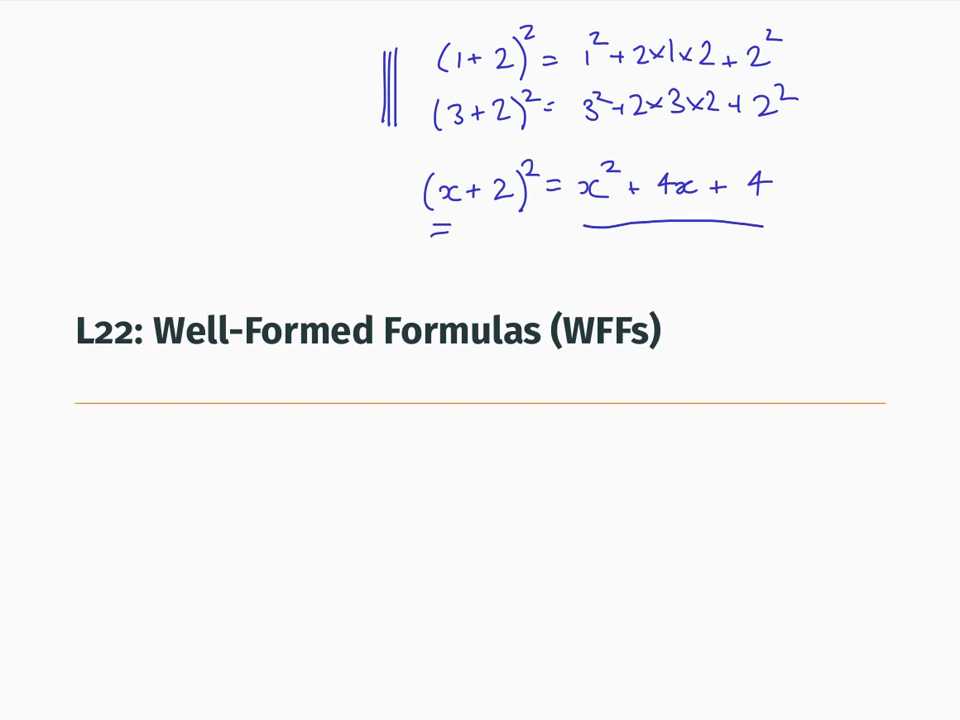 (1 + 2)² = 1² + 2×1×2 + 2²
(3 + 2)² = 3² + 2×3×2 + 2²
(x + 2)² = x² + 4x + 4
=
L22: Well-Formed Formulas (WFFs)